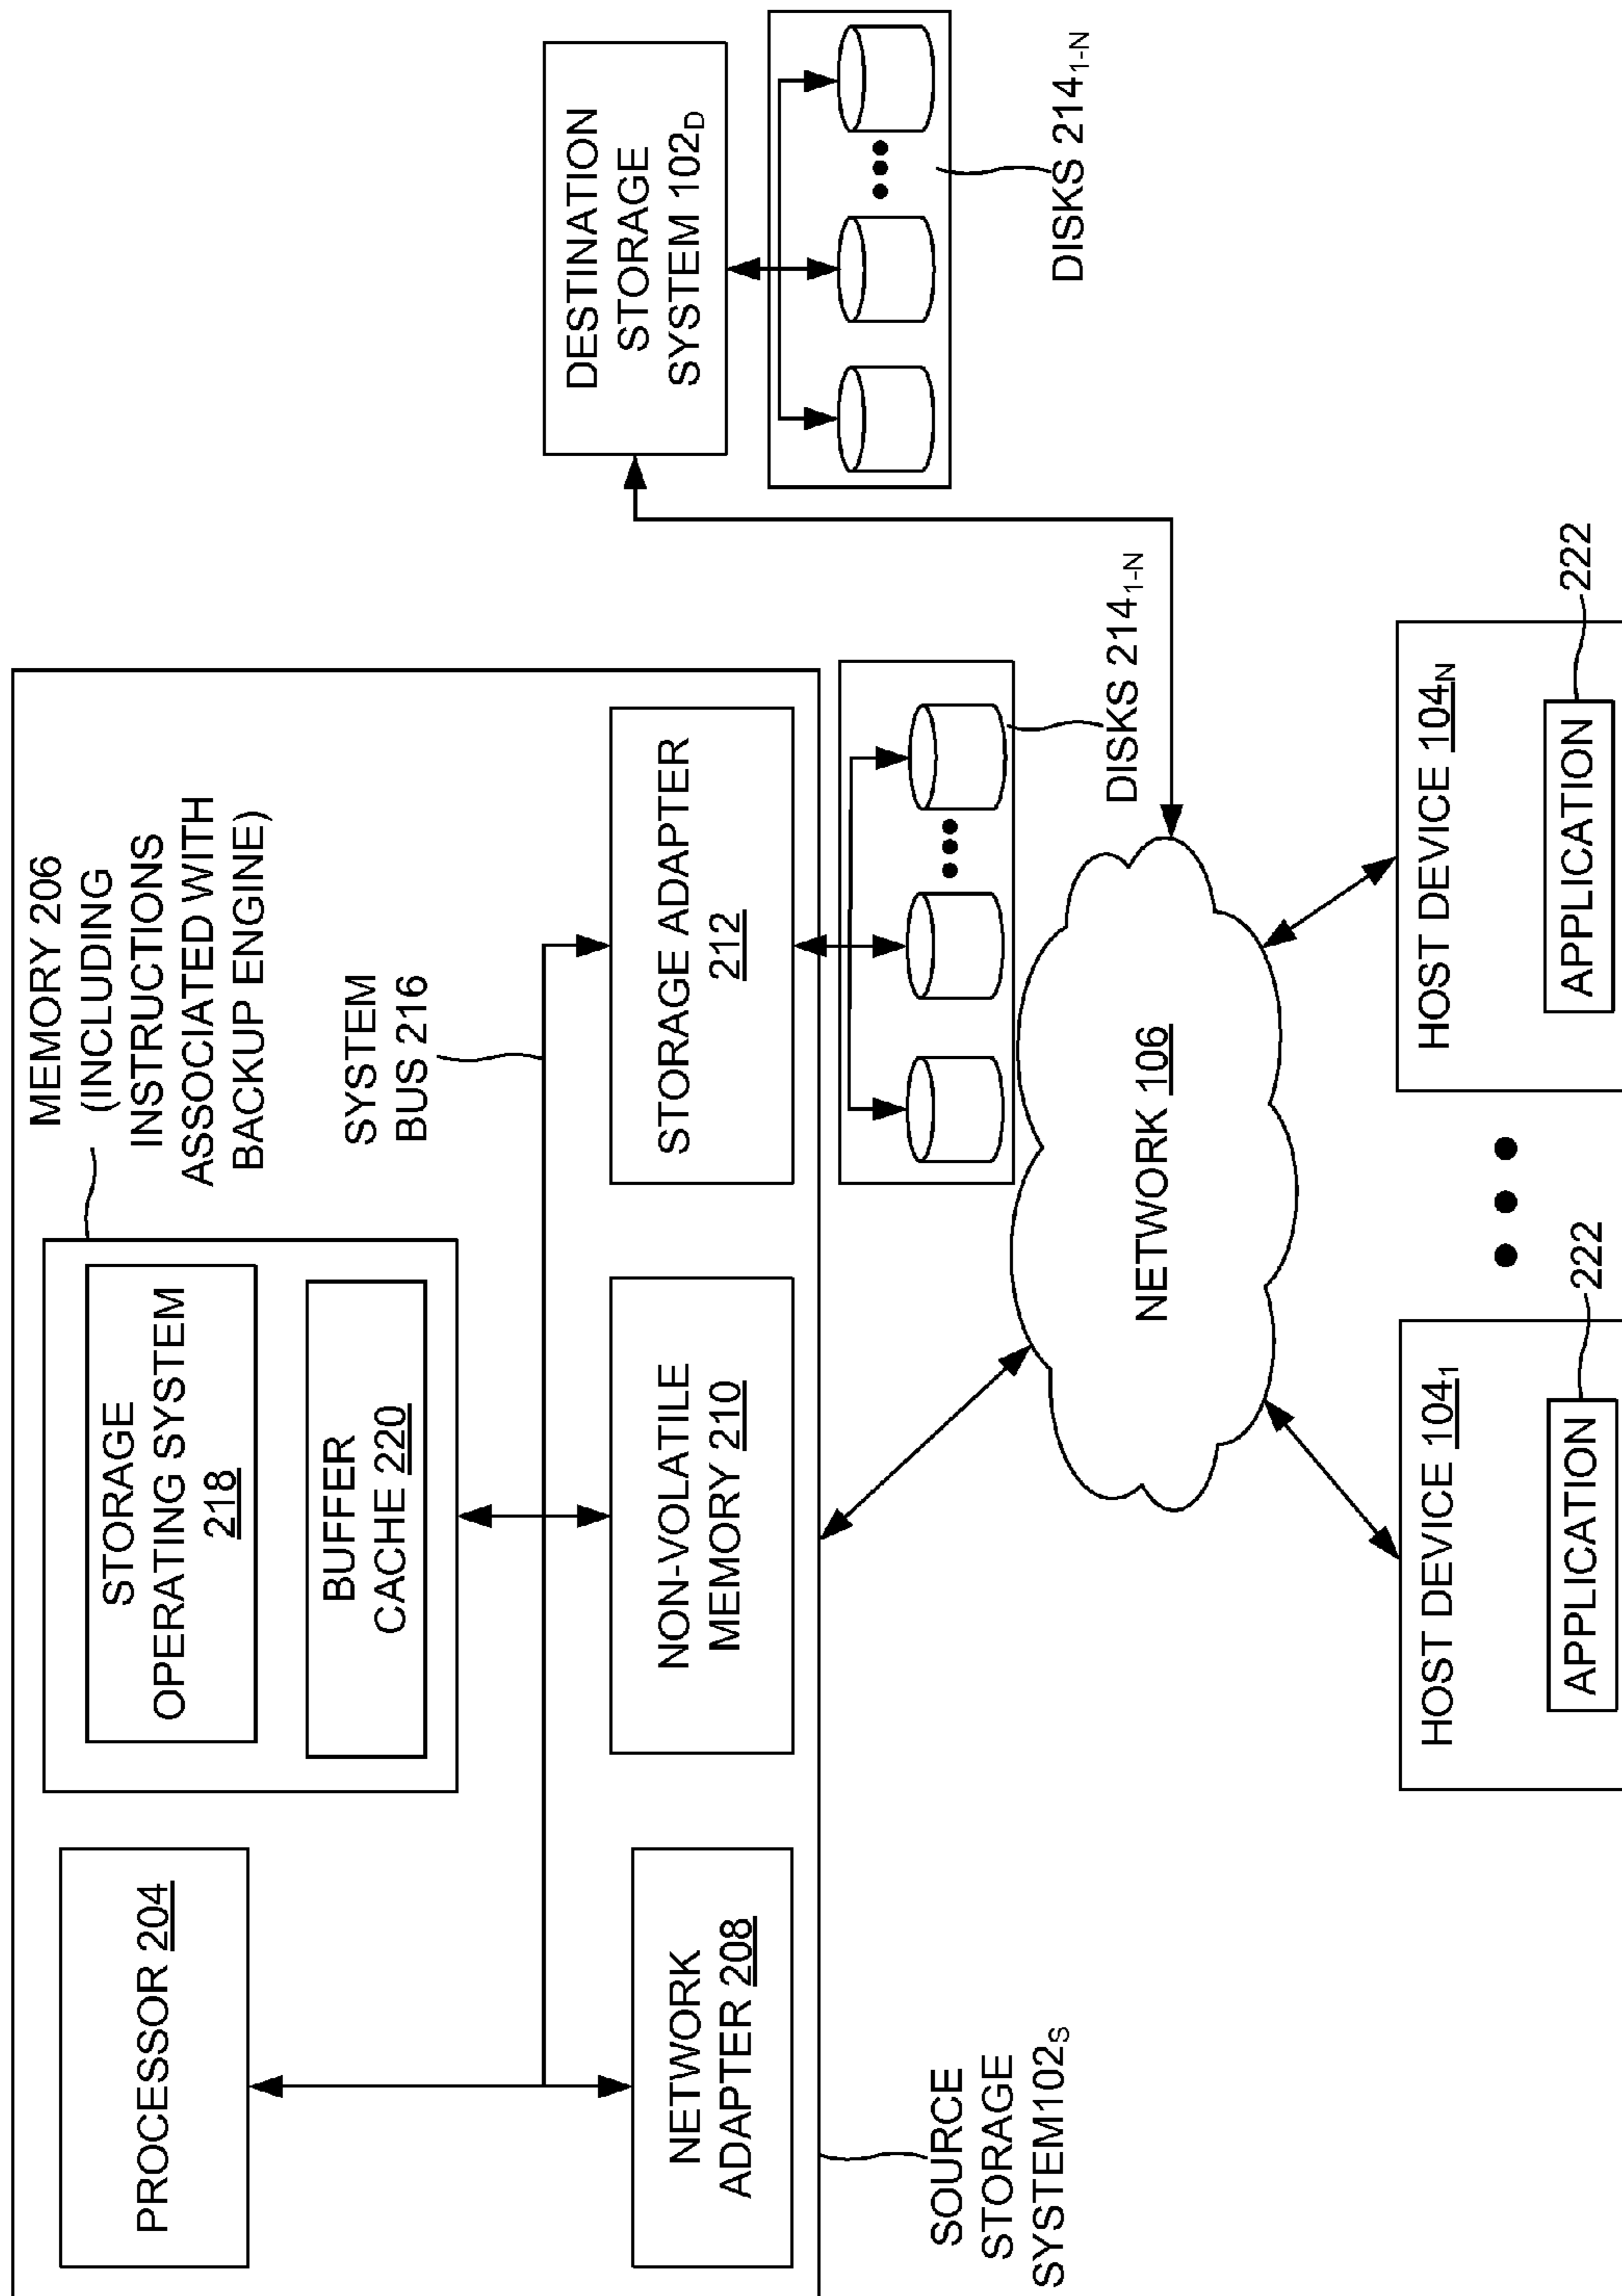 PROCESSOR 204
STORAGE
OPERATING SYSTEM
218
BUFFER
CACHE 220
MEMORY 206
(INCLUDING
INSTRUCTIONS
ASSOCIATED WITH
BACKUP ENGINE)
SYSTEM
BUS 216
NETWORK
ADAPTER 208
NON-VOLATILE
MEMORY 210
STORAGE ADAPTER
212
SOURCE
STORAGE
SYSTEM102S
DISKS 2141-N
DESTINATION
STORAGE
SYSTEM 102D
DISKS 2141-N
NETWORK 106
HOST DEVICE 1041
APPLICATION
222
HOST DEVICE 104N
APPLICATION
222